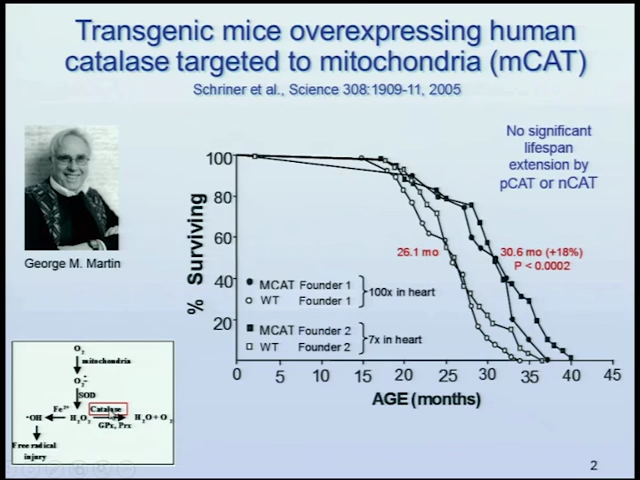 Transgenic mice overexpressing human
catalase targeted to mitochondria (mCAT)
Schriner et al., Science 308:1909-11, 2005
George M. Martin
No significant
lifespan
extension by
pCAT or nCAT
% Surviving
100
80
60
40
20
26.1 mo
30.6 mo (+18%)
P < 0.0002
MCAT Founder 1
WT Founder 1
100x in heart
MCAT Founder 2
WT Founder 2
7x in heart
0 5 10 15 20 25 30 35 40 45
AGE (months)
O₂
mitochondria
O₂⁻
SOD
Fe²⁺
Catalase
·OH
H₂O₂
H₂O + O₂
GPx, Prx
Free radical
injury
2